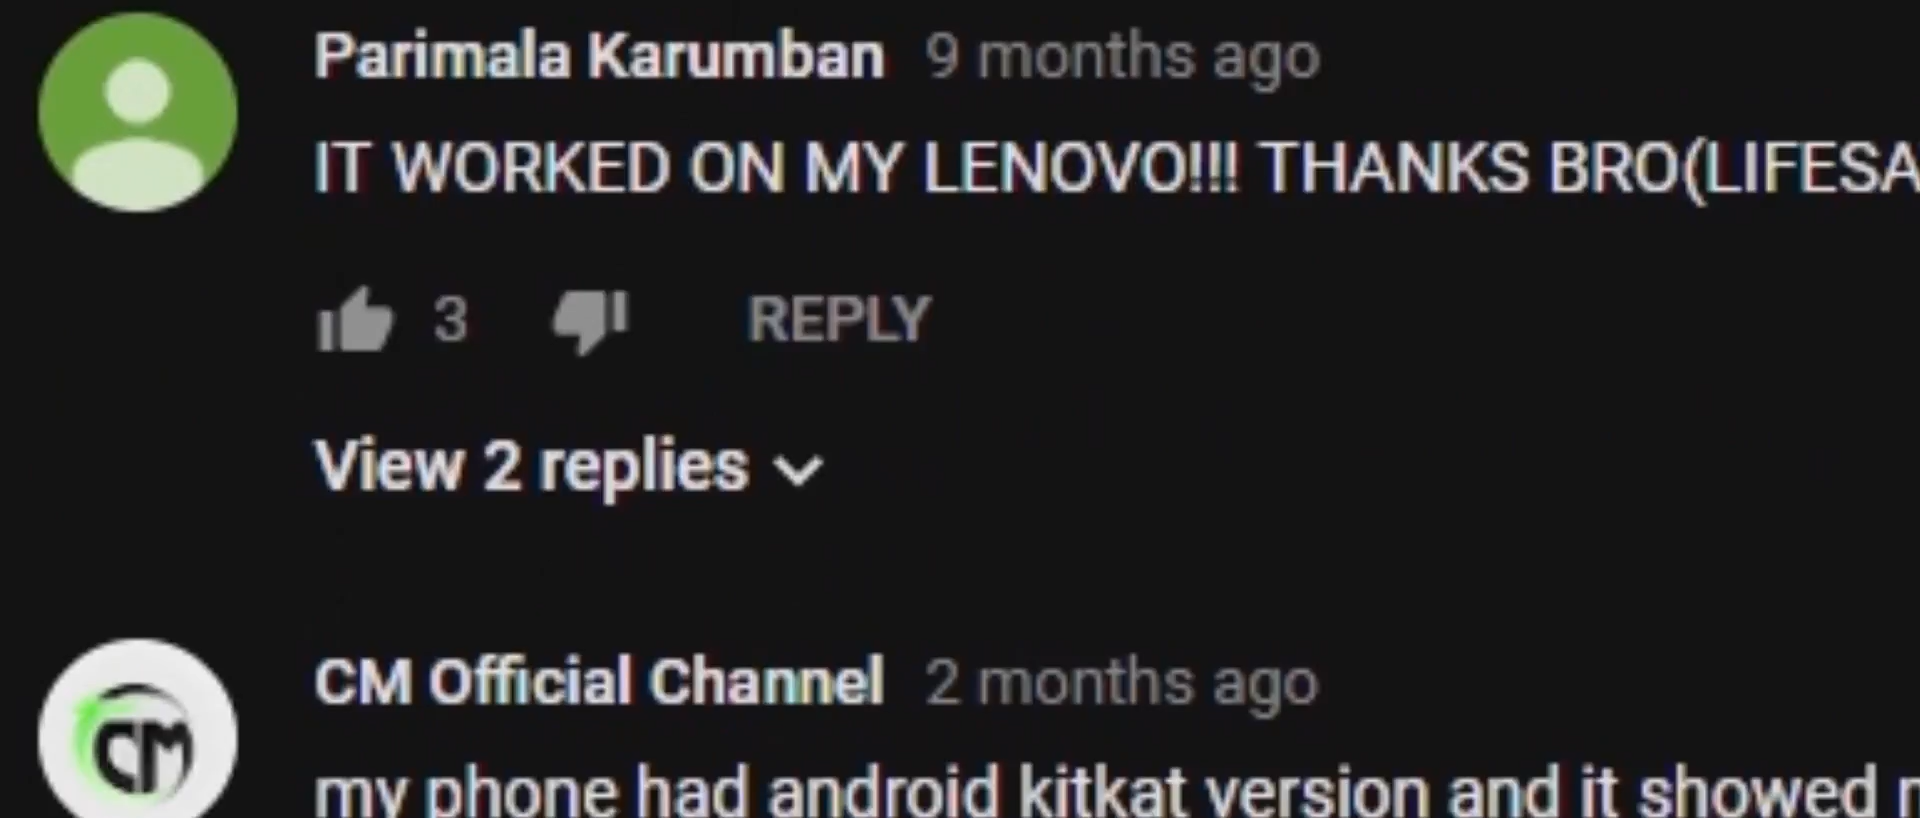 Parimala Karumban 9 months ago
IT WORKED ON MY LENOVO!!! THANKS BRO(LIFESA
3 REPLY
View 2 replies
CM Official Channel 2 months ago
CM
my phone had android kitkat version and it showed